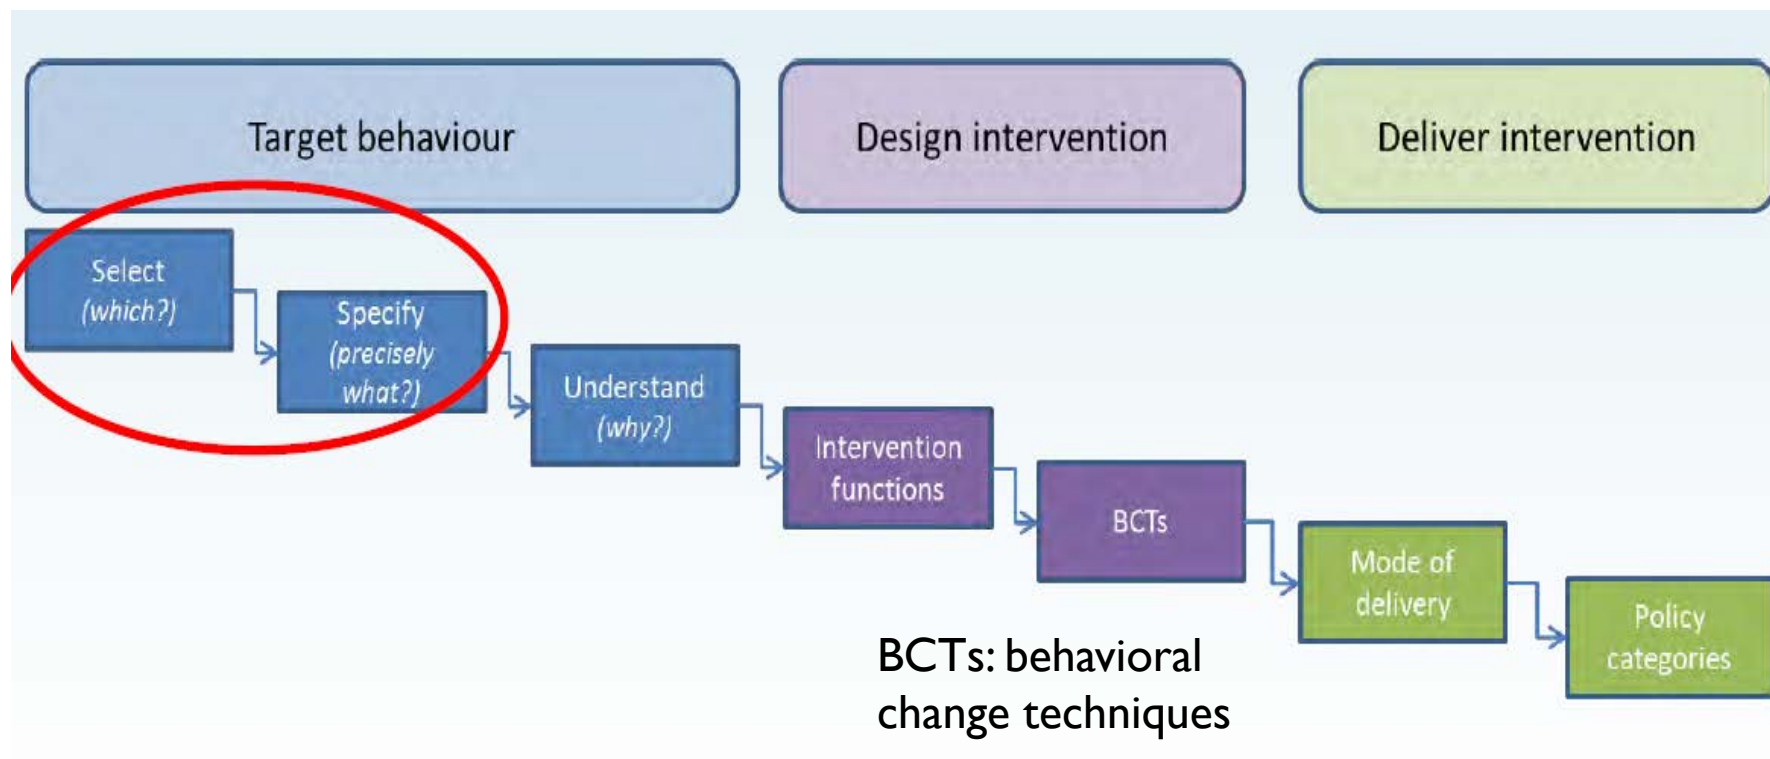 Target behaviour
Design intervention
Deliver intervention
Select
(which?)
Specify
(precisely
what?)
Understand
(why?)
Intervention
functions
BCTs
Mode of
delivery
Policy
categories
BCTs: behavioral
change techniques